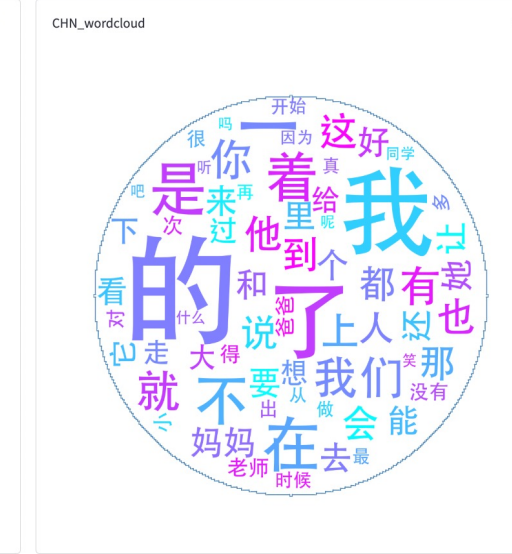 CHN_wordcloud
开始
吗
一
因为
这
好
很
你
同学
听
着
真
是
我
吧
来
再
给
多
里
呢
次
过
他
下
让
到
个
她
的
和
都
有
看
了
爸爸
也
对
什么
说
上
人
还
它
走
大
得
笑
那
想
我们
没有
就
不
要
从
出
做
小
会
能
妈妈
在
去
最
老师
时候